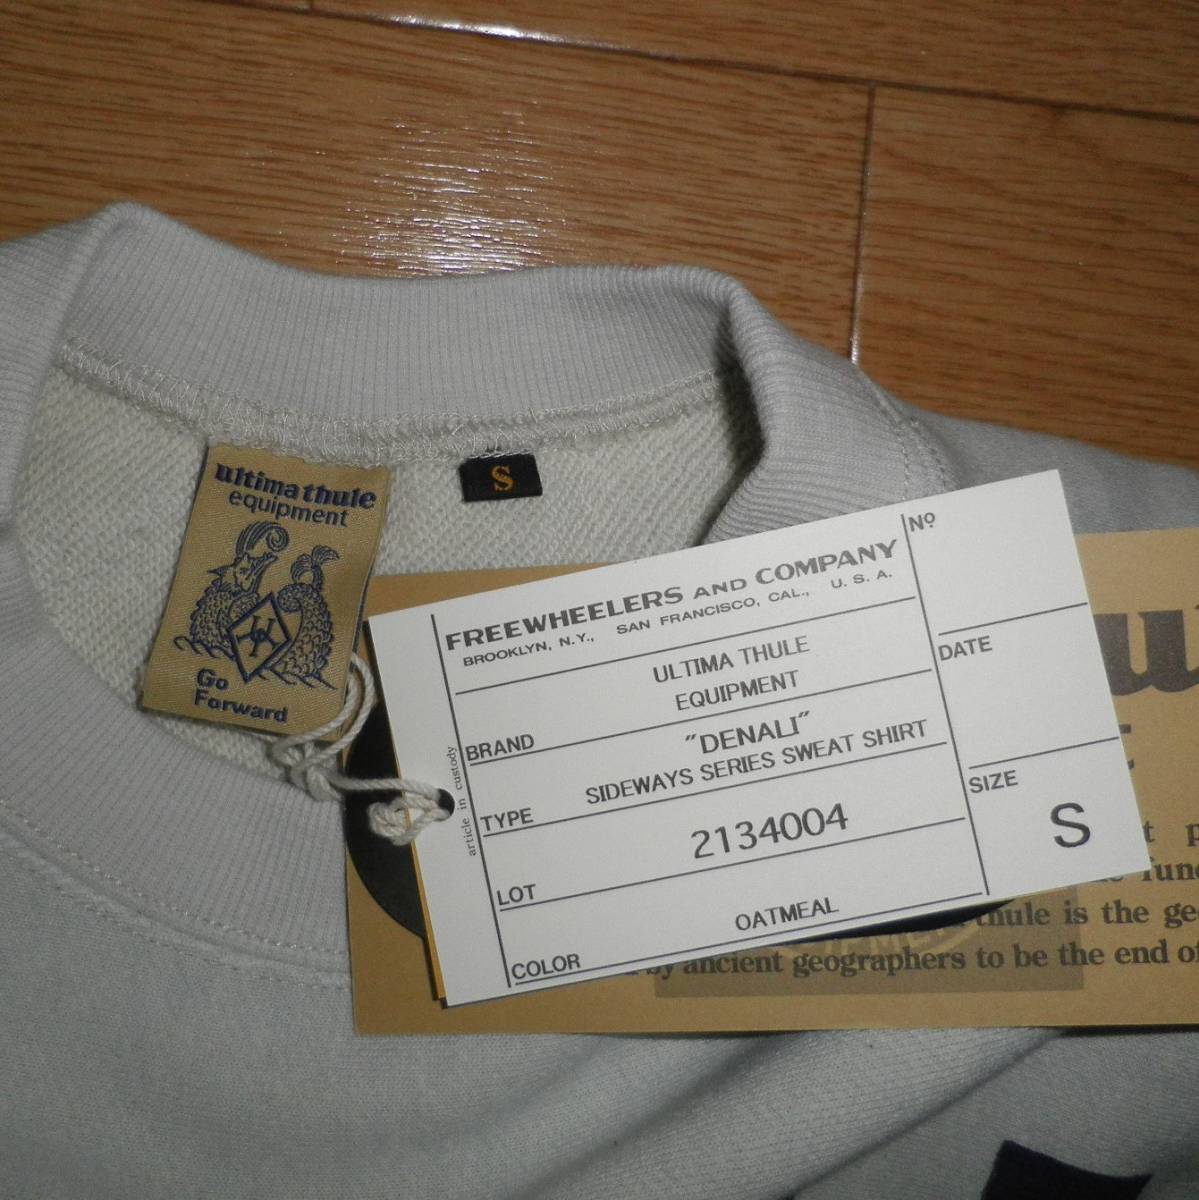 ultima thule
equipment
Go
Forward
S
FREEWHEELERS AND COMPANY
BROOKLYN, N.Y., SAN FRANCISCO, CAL., U. S. A.
ULTIMA THULE
EQUIPMENT
BRAND
"DENALI"
SIDEWAYS SERIES SWEAT SHIRT
TYPE
2134004
LOT
OATMEAL
COLOR
article in custody
Nº
DATE
SIZE
S
thule is the
by ancient geographers to be the end